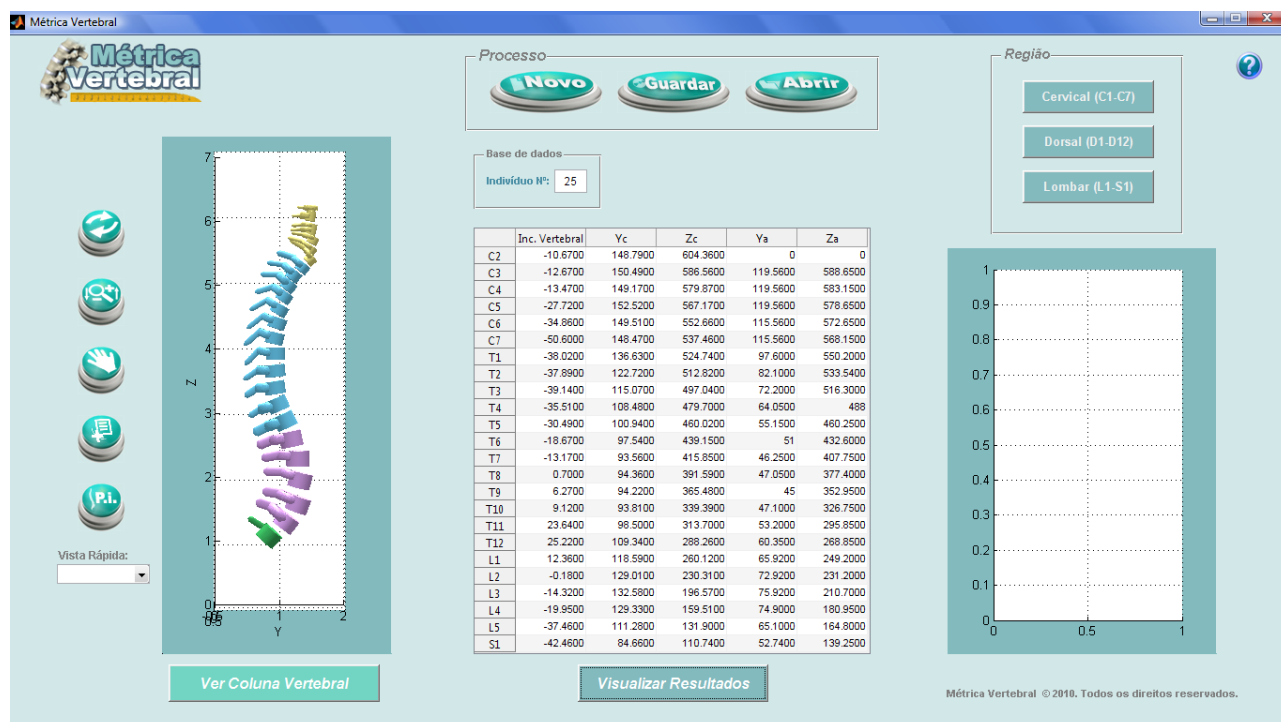 Métrica Vertebral
Métrica
Vertebral
Processo
Novo
Guardar
Abrir
Região
Cervical (C1-C7)
Dorsal (D1-D12)
Lombar (L1-S1)
?
Base de dados
Indivíduo Nº: 25
P.i.
Vista Rápida:
7
6
5
4
3
2
1
0
Z
0.5
1
2
Y
Inc. Vertebral Yc Zc Ya Za
C2 -10.6700 148.7900 604.3600 0 0
C3 -12.6700 150.4900 586.5600 119.5600 588.6500
C4 -13.4700 149.1700 579.8700 119.5600 583.1500
C5 -27.7200 152.5200 567.1700 119.5600 578.6500
C6 -34.8600 149.5100 552.6600 115.5600 572.6500
C7 -50.6000 148.4700 537.4600 115.5600 568.1500
T1 -38.0200 136.6300 524.7400 97.6000 550.2000
T2 -37.8900 122.7200 512.8200 82.1000 533.5400
T3 -39.1400 115.0700 497.0400 72.2000 516.3000
T4 -35.5100 108.4800 479.7000 64.0500 488
T5 -30.4900 100.9400 460.0200 55.1500 460.2500
T6 -18.6700 97.5400 439.1500 51 432.6000
T7 -13.1700 93.5600 415.8500 46.2500 407.7500
T8 0.7000 94.3600 391.5900 47.0500 377.4000
T9 6.2700 94.2200 365.4800 45 352.9500
T10 9.1200 93.8100 339.3900 47.1000 326.7500
T11 23.6400 98.5000 313.7000 53.2000 295.8500
T12 25.2200 109.3400 288.2600 60.3500 268.8500
L1 12.3600 118.5900 260.1200 65.9200 249.2000
L2 -0.1800 129.0100 230.3100 72.9200 231.2000
L3 -14.3200 132.5800 196.5700 75.9200 210.7000
L4 -19.9500 129.3300 159.5100 74.9000 180.9500
L5 -37.4600 111.2800 131.9000 65.1000 164.8000
S1 -42.4600 84.6600 110.7400 52.7400 139.2500
1
0.9
0.8
0.7
0.6
0.5
0.4
0.3
0.2
0.1
0
0 0.5 1
Ver Coluna Vertebral
Visualizar Resultados
Métrica Vertebral © 2010. Todos os direitos reservados.